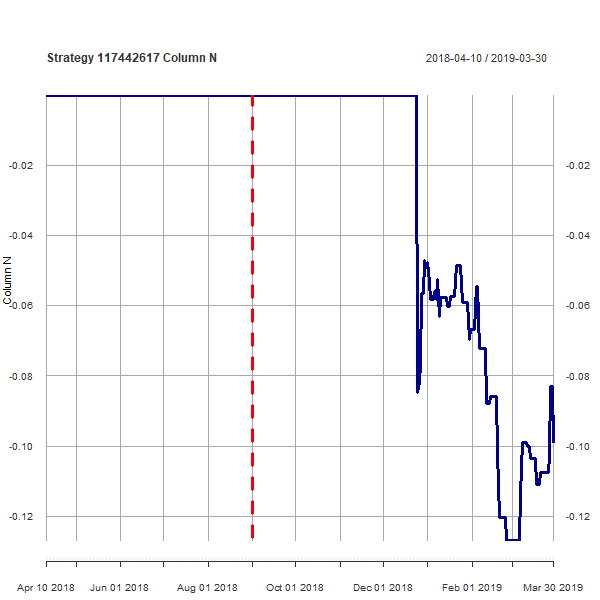 Strategy 117442617 Column N
2018-04-10 / 2019-03-30
-0.02
-0.02
-0.04
-0.04
Column N
-0.06
-0.06
-0.08
-0.08
-0.10
-0.10
-0.12
-0.12
Apr 10 2018
Jun 01 2018
Aug 01 2018
Oct 01 2018
Dec 01 2018
Feb 01 2019
Mar 30 2019